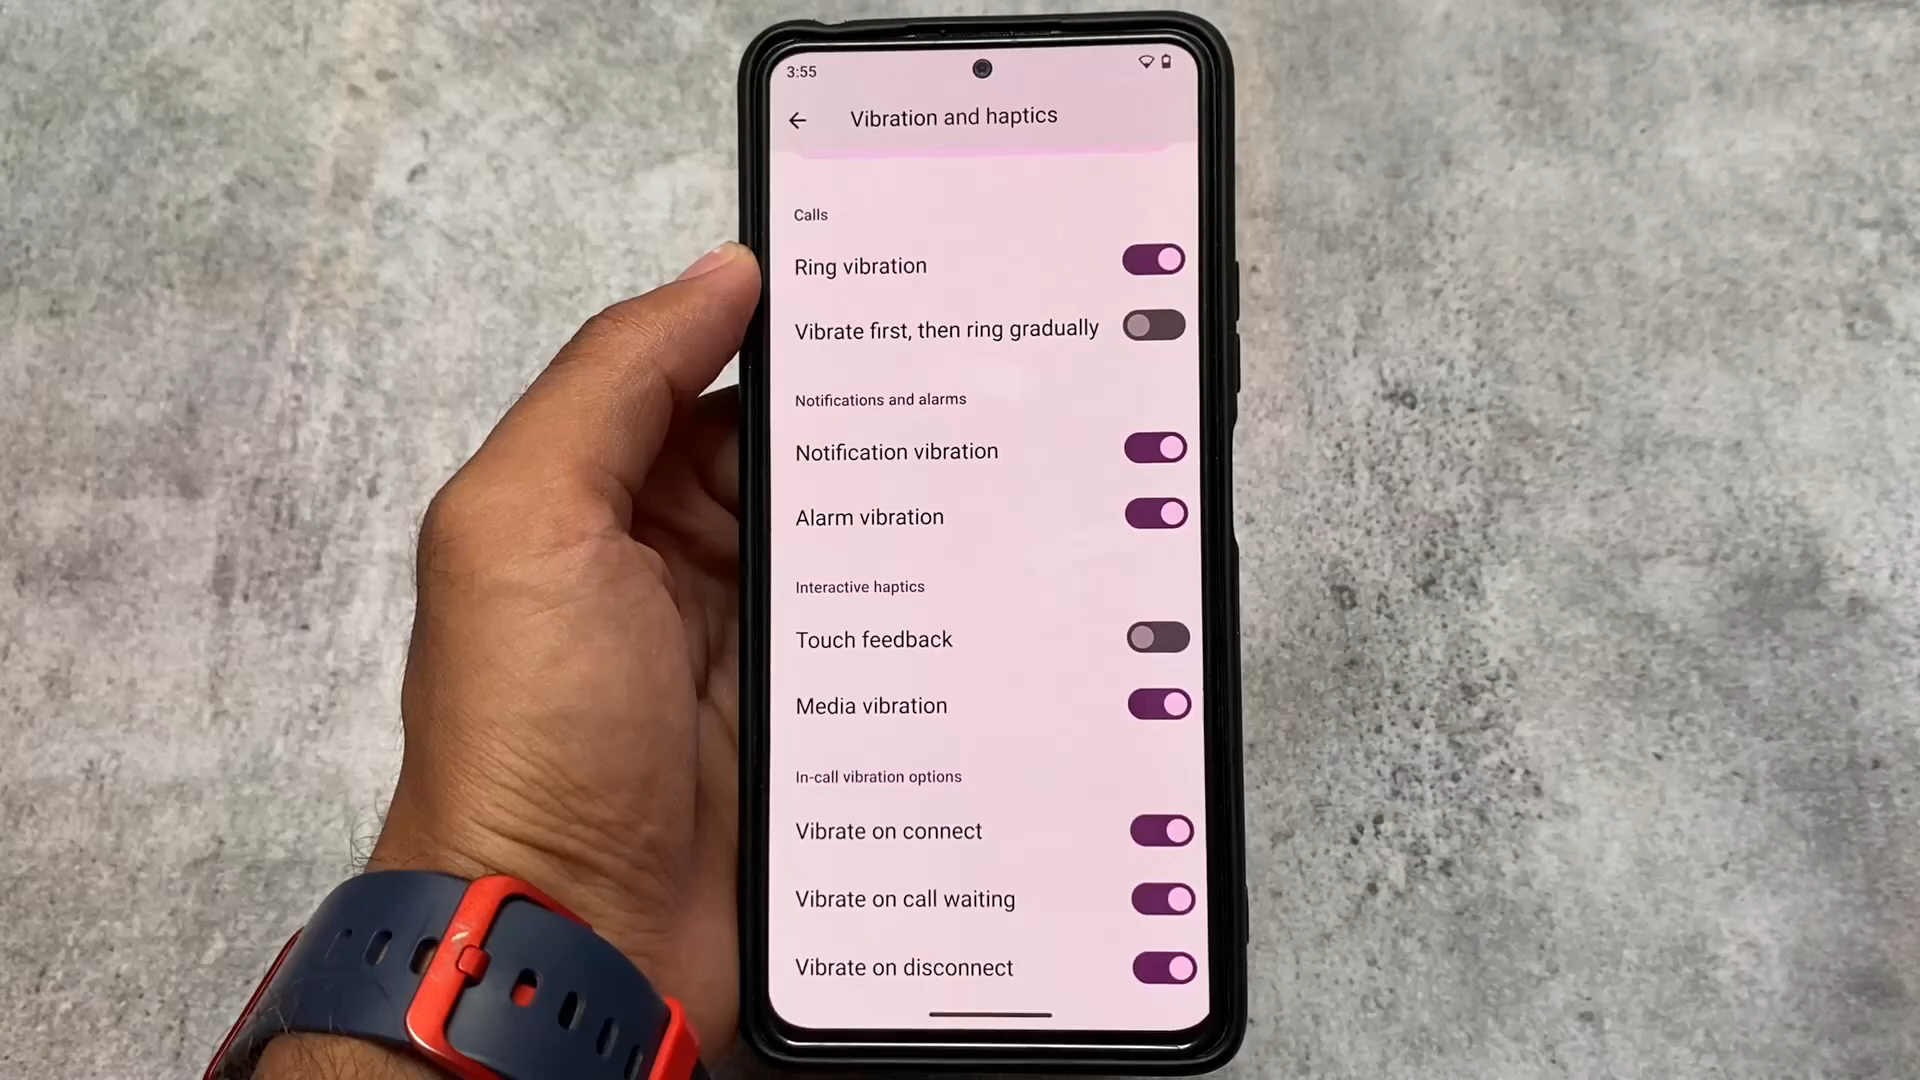 3:55
Vibration and haptics
Calls
Ring vibration
Vibrate first, then ring gradually
Notifications and alarms
Notification vibration
Alarm vibration
Interactive haptics
Touch feedback
Media vibration
In-call vibration options
Vibrate on connect
Vibrate on call waiting
Vibrate on disconnect